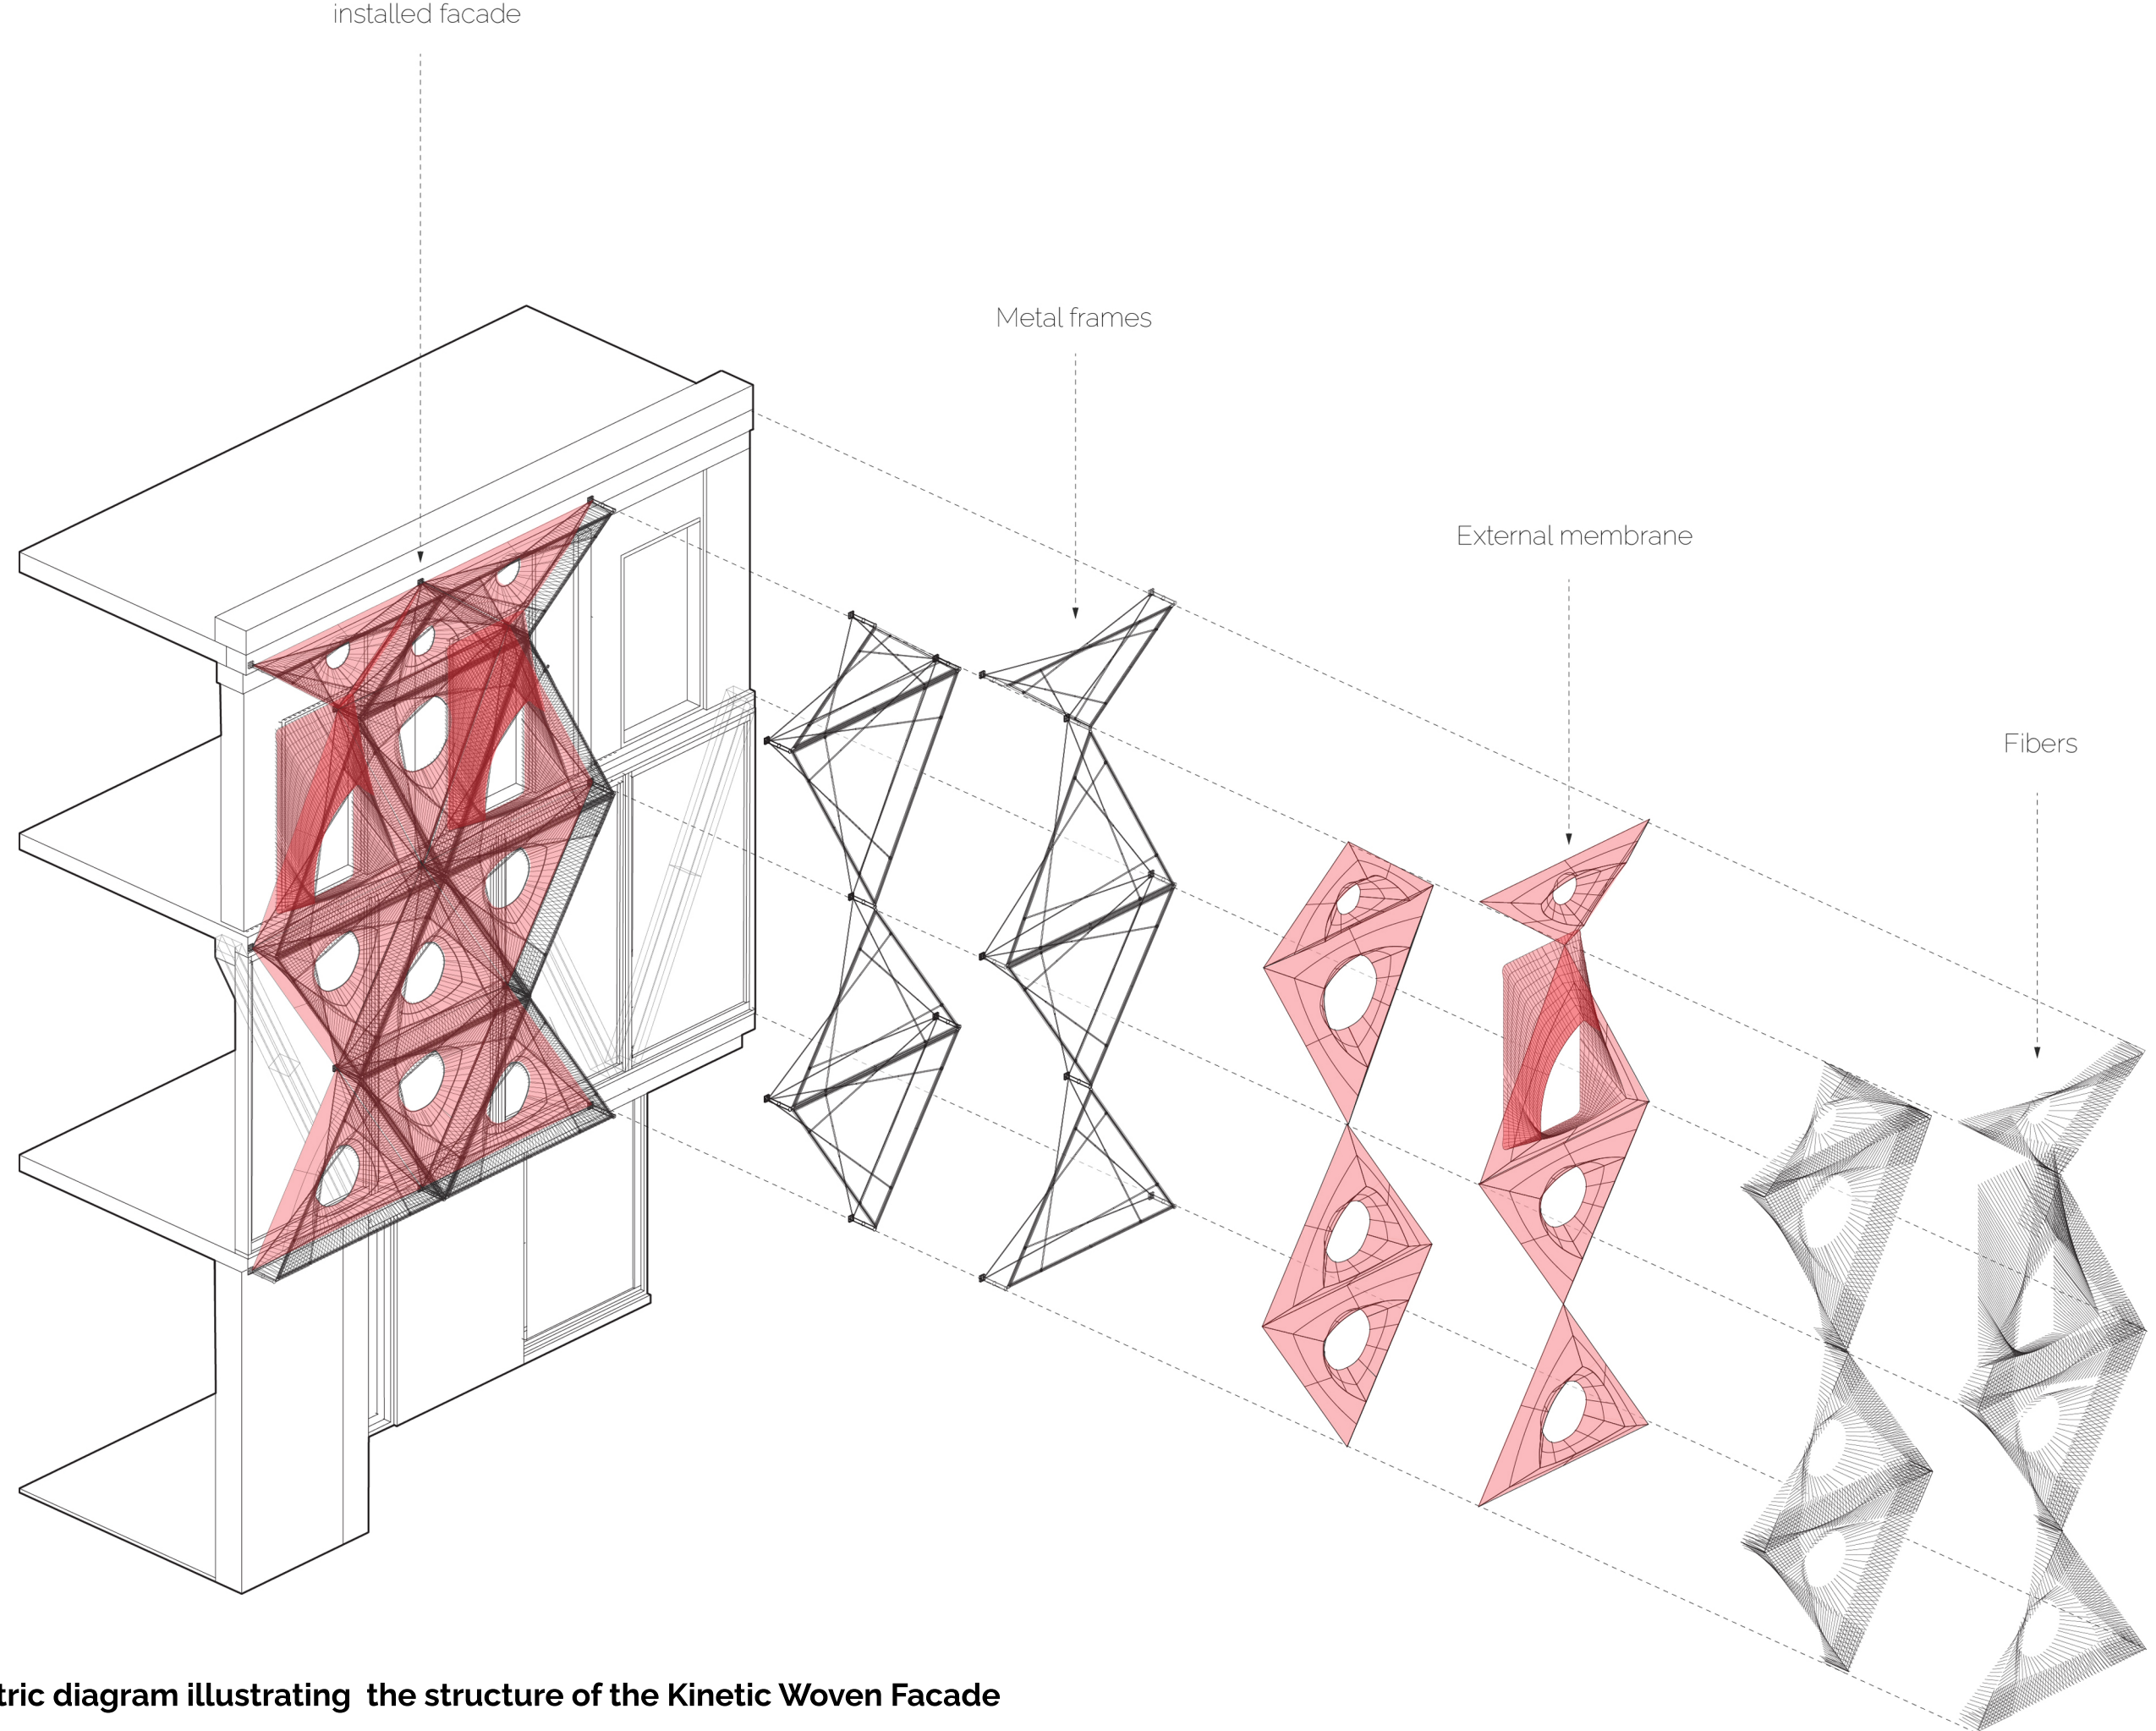 installed facade
Metal frames
External membrane
Fibers
tric diagram illustrating  the structure of the Kinetic Woven Facade